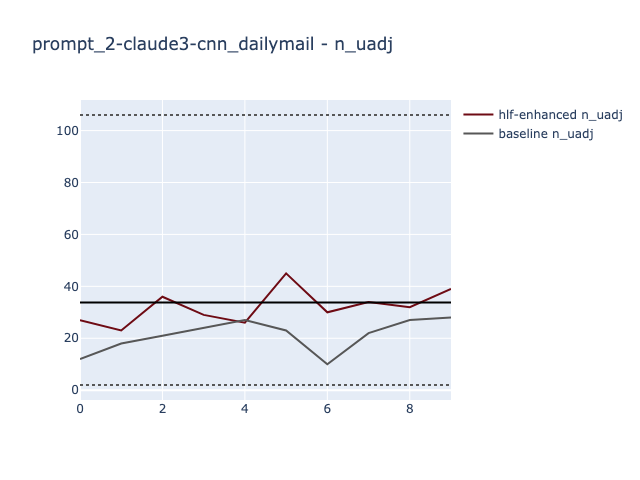 prompt_2-claude3-cnn_dailymail - n_uadj
hlf-enhanced n_uadj
baseline n_uadj
100
80
60
40
20
0
0 2 4 6 8